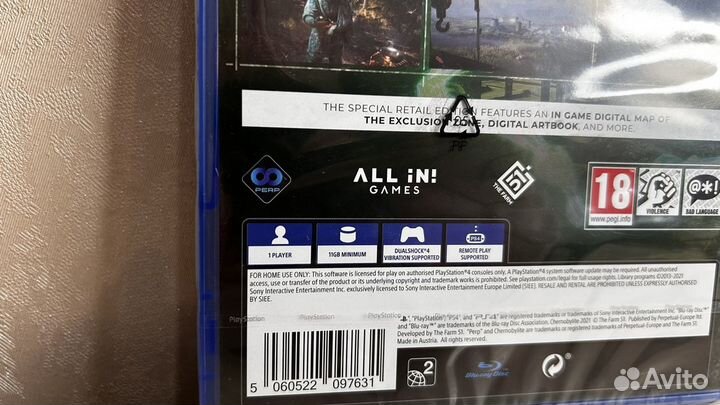 THE SPECIAL RETAIL EDITION FEATURES AN IN GAME DIGITAL MAP OF
THE EXCLUSION ZONE, DIGITAL ARTBOOK, AND MORE.
PP
PERP
ALL iN!
GAMES
51
THE FARM
18
www.pegi.info
VIOLENCE
BAD LANGUAGE
1 PLAYER
11GB MINIMUM
DUALSHOCK®4
VIBRATION SUPPORTED
PS4
REMOTE PLAY
SUPPORTED
FOR HOME USE ONLY: This software is licensed for play on authorised PlayStation®4 consoles only. A PlayStation®4 system software update may be required. All unauthorised
access, use or transfer of the product or its underlying copyright and trademark work is prohibited. See playstation.com/legal for full usage rights. Library programs ©2013-2021
Sony Interactive Entertainment Inc. exclusively licensed to Sony Interactive Entertainment Europe Limited (SIEE). RESALE AND RENTAL ARE PROHIBITED UNLESS EXPRESSLY AUTHORISED
BY SIEE.
PlayStation PlayStation PlayStation
", "PlayStation", "PS4", and "PS4" are registered trademarks or trademarks of Sony Interactive Entertainment Inc. "Blu-ray Disc™"
and "Blu-ray™" are trademarks of the Blu-ray Disc Association. Chernobylite 2021 © The Farm 51. Published by Perpetual Europe.
Developed by The Farm 51. "Perp" and Chernobylite are registered trademarks of Perpetual-Europe and The Farm 51.
Made in Austria. All rights reserved.
5 060522 097631
2
Blu-ray Disc
Avito